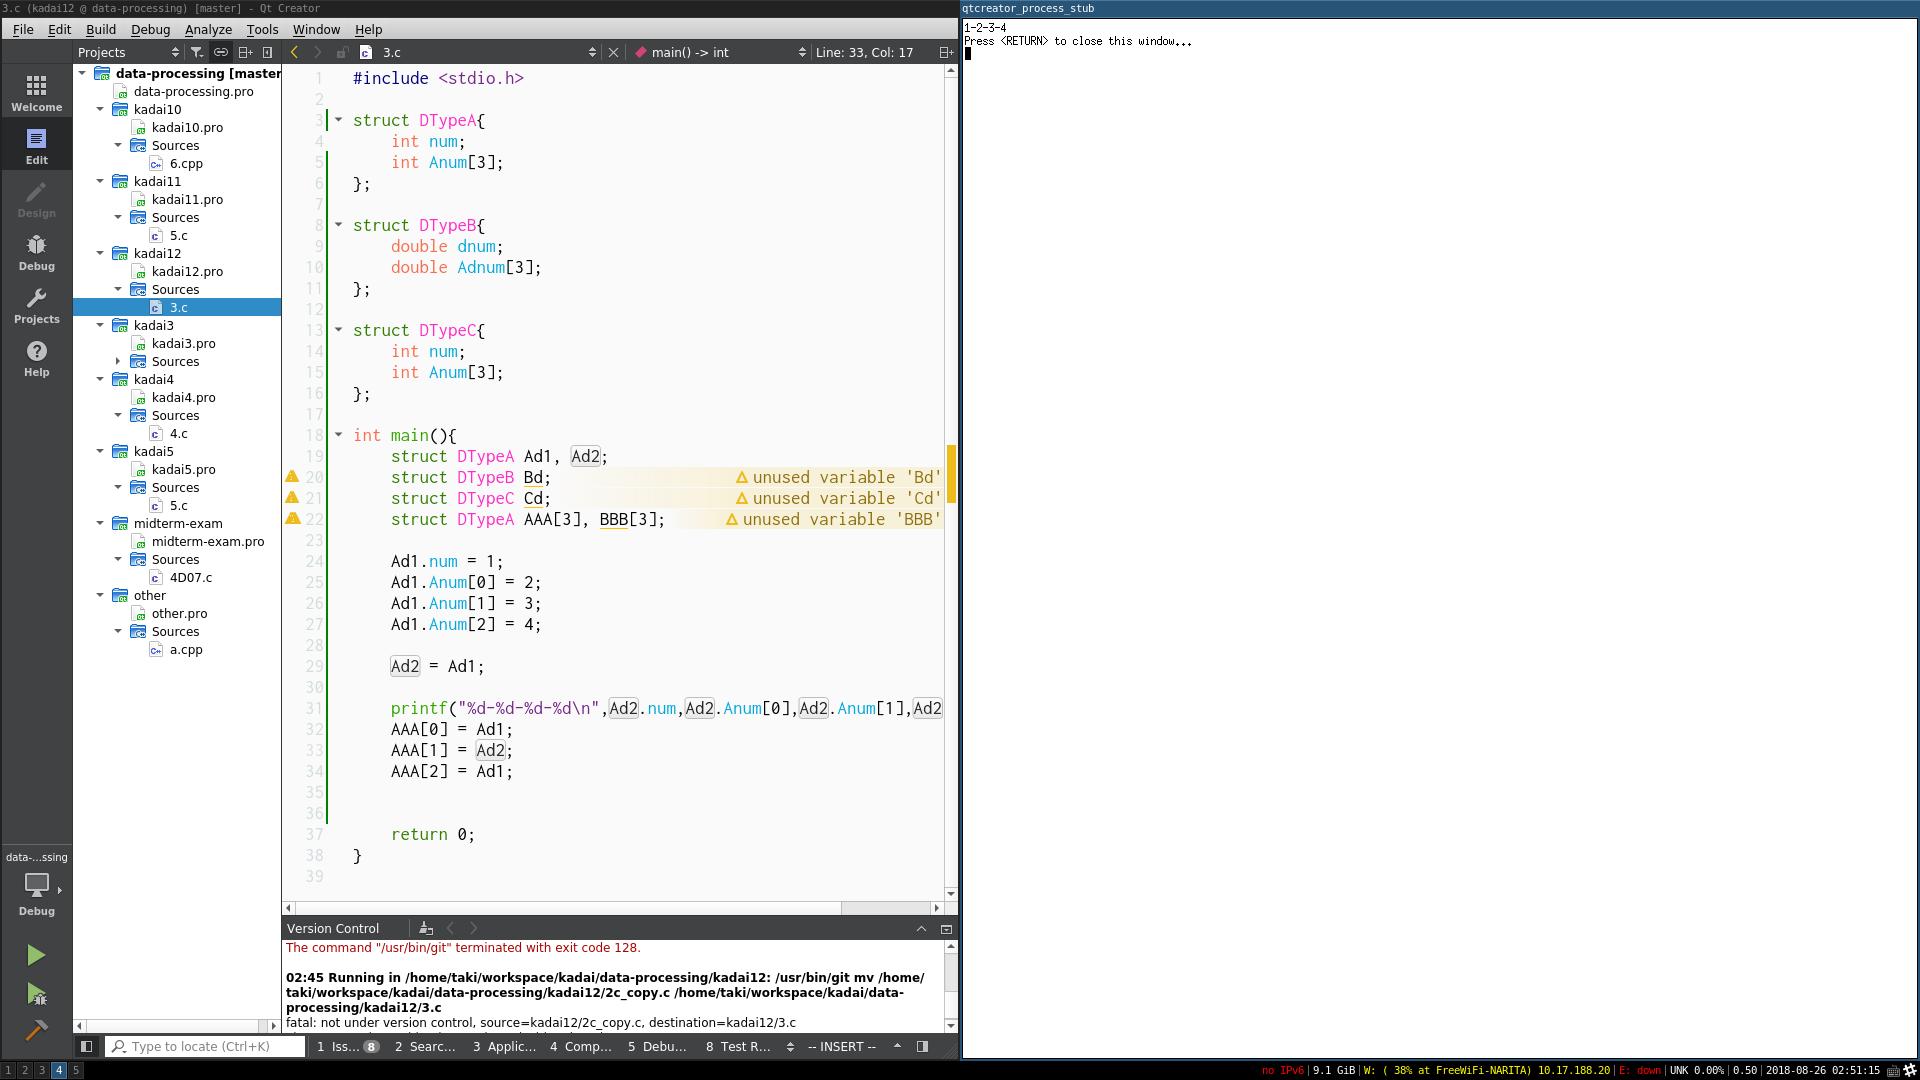 3.c (kadai12 @ data-processing) [master] - Qt Creator
File Edit Build Debug Analyze Tools Window Help
Projects
3.c
main() -> int
Line: 33, Col: 17
Welcome
Edit
Design
Debug
Projects
Help
data-...ssing
Debug
data-processing [master
data-processing.pro
kadai10
kadai10.pro
Sources
6.cpp
kadai11
kadai11.pro
Sources
5.c
kadai12
kadai12.pro
Sources
3.c
kadai3
kadai3.pro
Sources
kadai4
kadai4.pro
Sources
4.c
kadai5
kadai5.pro
Sources
5.c
midterm-exam
midterm-exam.pro
Sources
4D07.c
other
other.pro
Sources
a.cpp
1 #include <stdio.h>
2
3 struct DTypeA{
4     int num;
5     int Anum[3];
6 };
7
8 struct DTypeB{
9     double dnum;
10     double Adnum[3];
11 };
12
13 struct DTypeC{
14     int num;
15     int Anum[3];
16 };
17
18 int main(){
19     struct DTypeA Ad1, Ad2;
20     struct DTypeB Bd; unused variable 'Bd'
21     struct DTypeC Cd; unused variable 'Cd'
22     struct DTypeA AAA[3], BBB[3]; unused variable 'BBB'
23
24     Ad1.num = 1;
25     Ad1.Anum[0] = 2;
26     Ad1.Anum[1] = 3;
27     Ad1.Anum[2] = 4;
28
29     Ad2 = Ad1;
30
31     printf("%d-%d-%d-%d\n",Ad2.num,Ad2.Anum[0],Ad2.Anum[1],Ad2
32     AAA[0] = Ad1;
33     AAA[1] = Ad2;
34     AAA[2] = Ad1;
35
36
37     return 0;
38 }
39
Version Control
The command "/usr/bin/git" terminated with exit code 128.
02:45 Running in /home/taki/workspace/kadai/data-processing/kadai12: /usr/bin/git mv /home/
taki/workspace/kadai/data-processing/kadai12/2c_copy.c /home/taki/workspace/kadai/data-
processing/kadai12/3.c
fatal: not under version control, source=kadai12/2c_copy.c, destination=kadai12/3.c
Type to locate (Ctrl+K)
1 Iss... 8
2 Searc...
3 Applic...
4 Comp...
5 Debu...
8 Test R...
-- INSERT --
qtcreator_process_stub
1-2-3-4
Press <RETURN> to close this window...
1 2 3 4 5
no IPv6 | 9.1 GiB | W: ( 38% at FreeWiFi-NARITA) 10.17.188.20 | E: down | UNK 0.00% | 0.50 | 2018-08-26 02:51:15